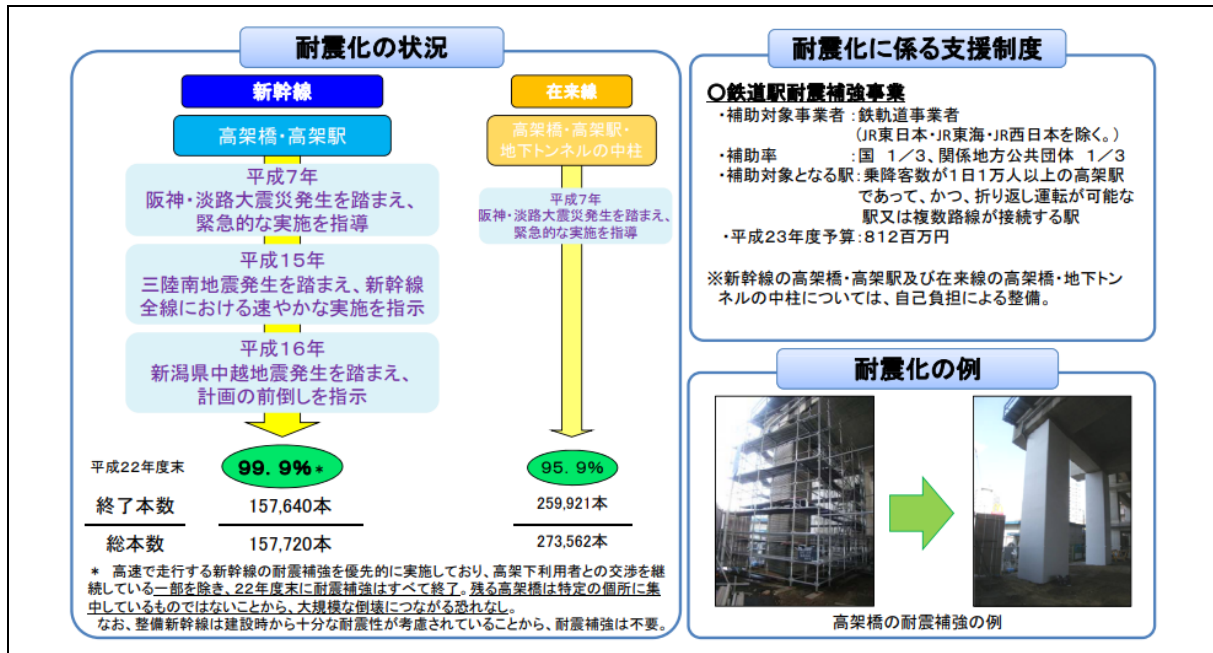 耐震化の状況
新幹線
高架橋・高架駅
平成7年
阪神・淡路大震災発生を踏まえ、
緊急的な実施を指導
平成15年
三陸南地震発生を踏まえ、新幹線
全線における速やかな実施を指示
平成16年
新潟県中越地震発生を踏まえ、
計画の前倒しを指示
在来線
高架橋・高架駅・
地下トンネルの中柱
平成7年
阪神・淡路大震災発生を踏まえ、
緊急的な実施を指導
平成22年度末 99.9%* 95.9%
終了本数 157,640本 259,921本
総本数 157,720本 273,562本
* 高速で走行する新幹線の耐震補強を優先的に実施しており、高架下利用者との交渉を継
続している一部を除き、22年度末に耐震補強はすべて終了。残る高架橋は特定の個所に集
中しているものではないことから、大規模な倒壊につながる恐れなし。
なお、整備新幹線は建設時から十分な耐震性が考慮されていることから、耐震補強は不要。
耐震化に係る支援制度
○鉄道駅耐震補強事業
・補助対象事業者:鉄軌道事業者
(JR東日本・JR東海・JR西日本を除く。)
・補助率 :国 1/3、関係地方公共団体 1/3
・補助対象となる駅:乗降客数が1日1万人以上の高架駅
であって、かつ、折り返し運転が可能な
駅又は複数路線が接続する駅
・平成23年度予算:812百万円
※新幹線の高架橋・高架駅及び在来線の高架橋・地下トン
ネルの中柱については、自己負担による整備。
耐震化の例
高架橋の耐震補強の例